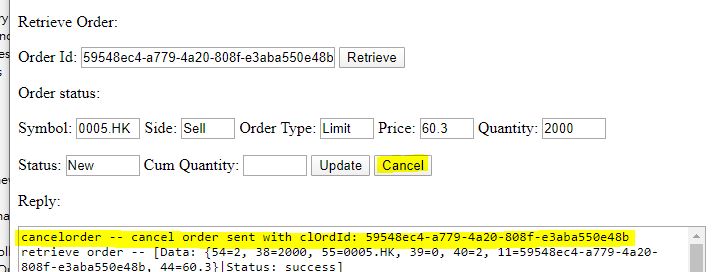 Retrieve Order:
Order Id: 59548ec4-a779-4a20-808f-e3aba550e48b Retrieve
Order status:
Symbol: 0005.HK Side: Sell Order Type: Limit Price: 60.3 Quantity: 2000
Status: New Cum Quantity: Update Cancel
Reply:
cancelorder -- cancel order sent with clOrdId: 59548ec4-a779-4a20-808f-e3aba550e48b
retrieve order -- [Data: {54=2, 38=2000, 55=0005.HK, 39=0, 40=2, 11=59548ec4-a779-4a20-
808f-e3aba550e48b, 44=60.3}|Status: success]